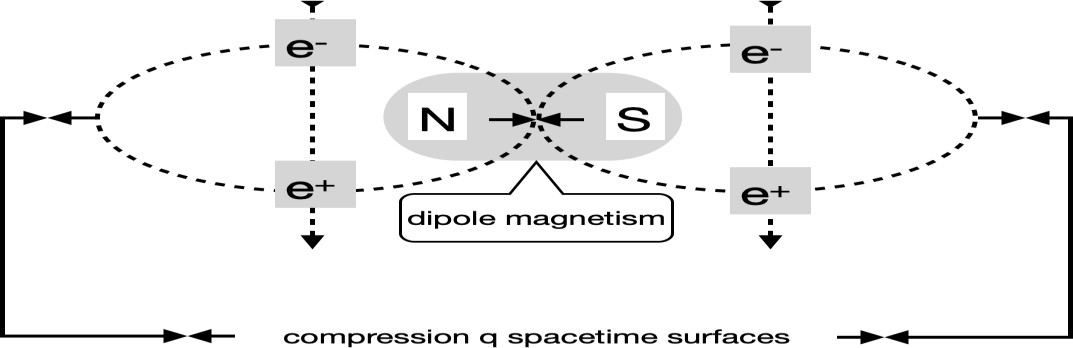 e⁻ e⁻
N S
e⁺ e⁺
dipole magnetism
compression q spacetime surfaces